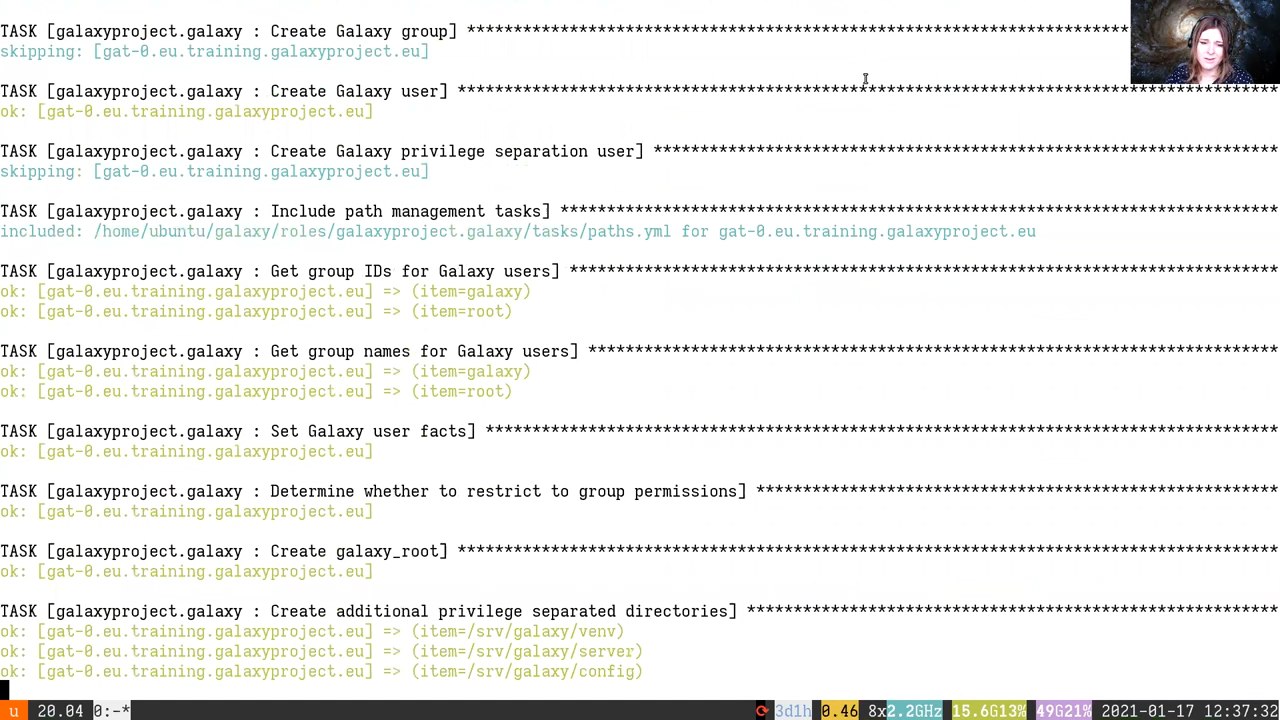 TASK [galaxyproject.galaxy : Create Galaxy group] ***********************************************************************
skipping: [gat-0.eu.training.galaxyproject.eu]
TASK [galaxyproject.galaxy : Create Galaxy user] ****************************************************************************************
ok: [gat-0.eu.training.galaxyproject.eu]
TASK [galaxyproject.galaxy : Create Galaxy privilege separation user] *******************************************************************
skipping: [gat-0.eu.training.galaxyproject.eu]
TASK [galaxyproject.galaxy : Include path management tasks] *****************************************************************************
included: /home/ubuntu/galaxy/roles/galaxyproject.galaxy/tasks/paths.yml for gat-0.eu.training.galaxyproject.eu
TASK [galaxyproject.galaxy : Get group IDs for Galaxy users] ****************************************************************************
ok: [gat-0.eu.training.galaxyproject.eu] => (item=galaxy)
ok: [gat-0.eu.training.galaxyproject.eu] => (item=root)
TASK [galaxyproject.galaxy : Get group names for Galaxy users] **************************************************************************
ok: [gat-0.eu.training.galaxyproject.eu] => (item=galaxy)
ok: [gat-0.eu.training.galaxyproject.eu] => (item=root)
TASK [galaxyproject.galaxy : Set Galaxy user facts] *************************************************************************************
ok: [gat-0.eu.training.galaxyproject.eu]
TASK [galaxyproject.galaxy : Determine whether to restrict to group permissions] ********************************************************
ok: [gat-0.eu.training.galaxyproject.eu]
TASK [galaxyproject.galaxy : Create galaxy_root] ****************************************************************************************
ok: [gat-0.eu.training.galaxyproject.eu]
TASK [galaxyproject.galaxy : Create additional privilege separated directories] *********************************************************
ok: [gat-0.eu.training.galaxyproject.eu] => (item=/srv/galaxy/venv)
ok: [gat-0.eu.training.galaxyproject.eu] => (item=/srv/galaxy/server)
ok: [gat-0.eu.training.galaxyproject.eu] => (item=/srv/galaxy/config)
u 20.04 0:-* ⟳ 3d1h 0.46 8x2.2GHz 15.6G13% 49G21% 2021-01-17 12:37:32